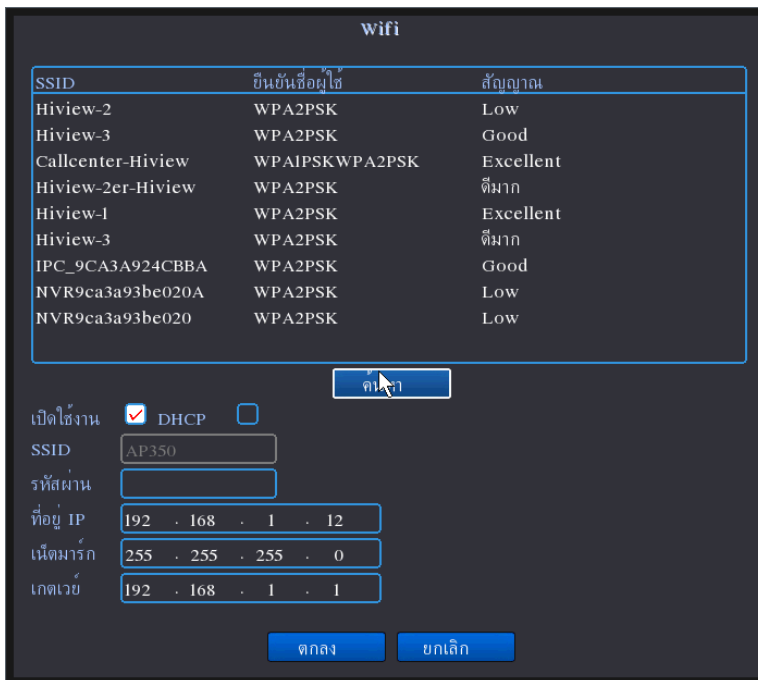 Wifi
SSID ยืนยันชื่อผู้ใช้ สัญญาณ
Hiview-2 WPA2PSK Low
Hiview-3 WPA2PSK Good
Callcenter-Hiview WPAIPSKWPA2PSK Excellent
Hiview-2er-Hiview WPA2PSK ดีมาก
Hiview-1 WPA2PSK Excellent
Hiview-3 WPA2PSK ดีมาก
IPC_9CA3A924CBBA WPA2PSK Good
NVR9ca3a93be020A WPA2PSK Low
NVR9ca3a93be020 WPA2PSK Low
เปิดใช้งาน DHCP
SSID AP350
รหัสผ่าน
ที่อยู่ IP 192 . 168 . 1 . 12
เน็ตมาร์ก 255 . 255 . 255 . 0
เกตเวย์ 192 . 168 . 1 . 1
ตกลง ยกเลิก